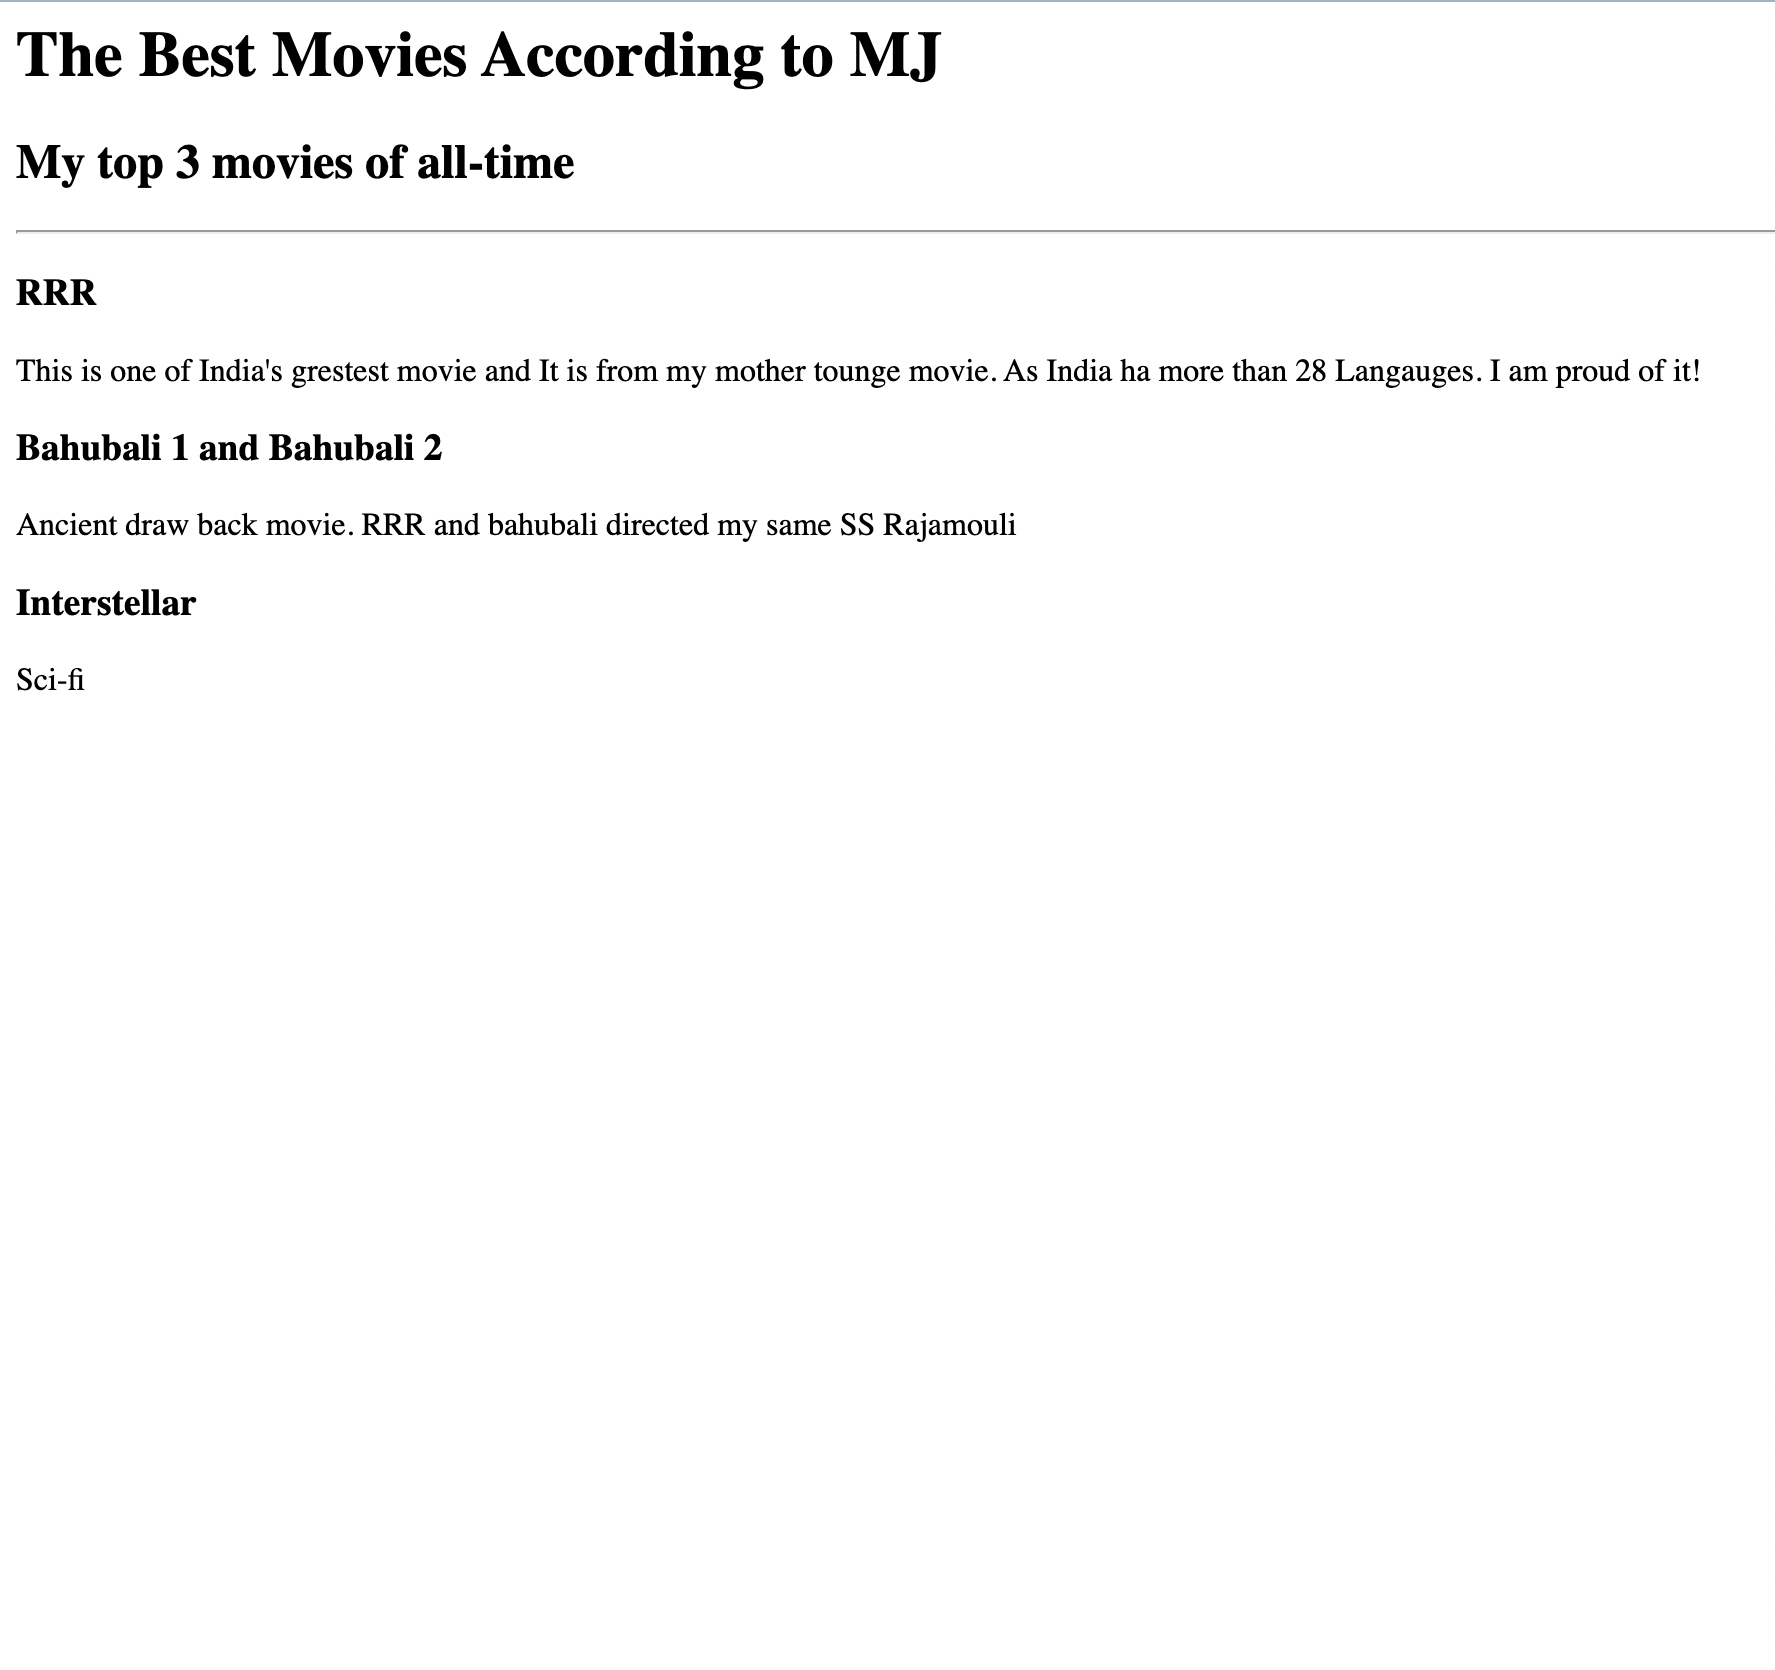 The Best Movies According to MJ
My top 3 movies of all-time
RRR
This is one of India's grestest movie and It is from my mother tounge movie. As India ha more than 28 Langauges. I am proud of it!
Bahubali 1 and Bahubali 2
Ancient draw back movie. RRR and bahubali directed my same SS Rajamouli
Interstellar
Sci-fi